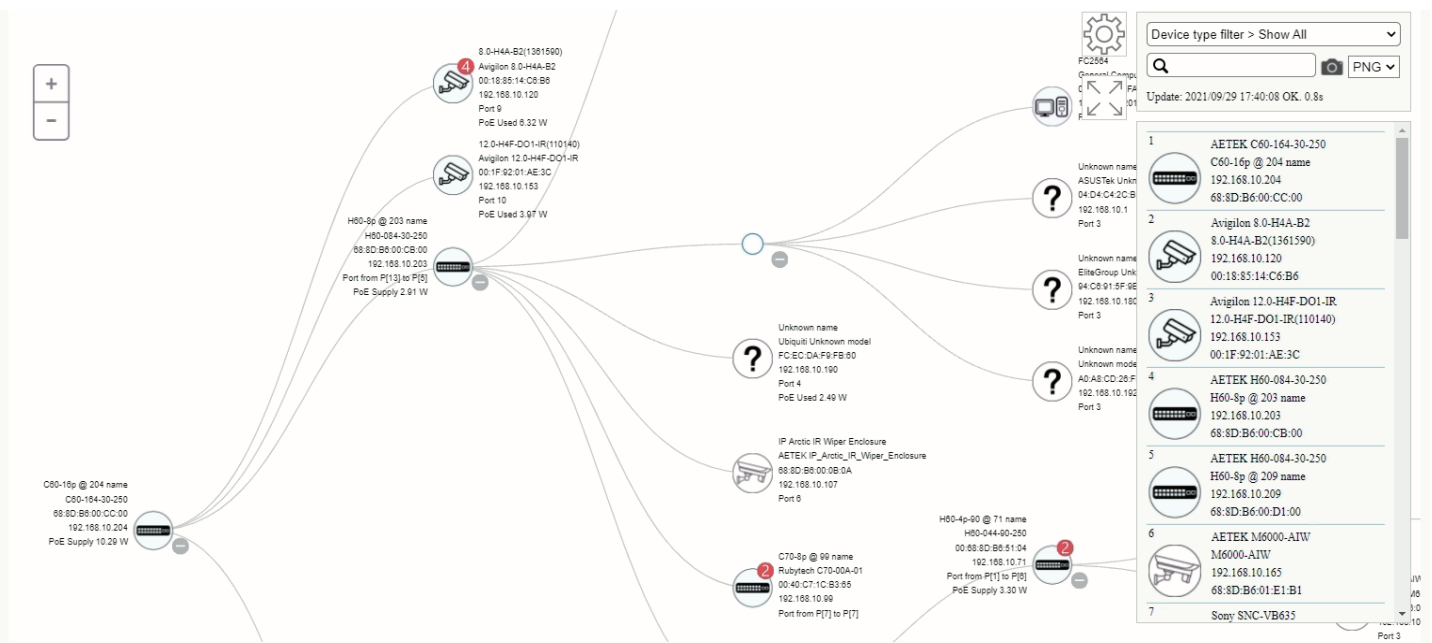 8.0-H4A-B2(1361590)
4
Avigilon 8.0-H4A-B2
00:18:85:14:C6:B6
192.168.10.120
Port 9
PoE Used 6.32 W
12.0-H4F-DO1-IR(110140)
Avigilon 12.0-H4F-DO1-IR
00:1F:92:01:AE:3C
192.168.10.153
Port 10
PoE Used 3.97 W
H60-8p @ 203 name
H60-084-30-250
68:8D:B6:00:CB:00
192.168.10.203
Port from P[13] to P[5]
PoE Supply 2.91 W
C60-16p @ 204 name
C60-164-30-250
68:8D:B6:00:CC:00
192.168.10.204
PoE Supply 10.29 W
Unknown name
Ubiquiti Unknown model
FC:EC:DA:F9:FB:60
192.168.10.190
Port 4
PoE Used 2.49 W
IP Arctic IR Wiper Enclosure
AETEK IP_Arctic_IR_Wiper_Enclosure
68:8D:B6:00:0B:0A
192.168.10.107
Port 6
C70-8p @ 99 name
2
Rubytech C70-00A-01
00:40:C7:1C:B3:65
192.168.10.99
Port from P[7] to P[7]
H60-4p-90 @ 71 name
H60-044-90-250
00:68:8D:B6:51:04
2
192.168.10.71
Port from P[1] to P[6]
PoE Supply 3.30 W
FC2564
General Compu
Unknown name
ASUSTek Unkn
04:D4:C4:2C:B
192.168.10.1
Port 3
Unknown name
EliteGroup Unk
94:C6:91:5F:9E
192.168.10.180
Port 3
Unknown name
Unknown mode
A0:A8:CD:26:F
192.168.10.192
Port 3
Port 3
Device type filter > Show All
PNG
Update: 2021/09/29 17:40:08 OK. 0.8s
1
AETEK C60-164-30-250
C60-16p @ 204 name
192.168.10.204
68:8D:B6:00:CC:00
2
Avigilon 8.0-H4A-B2
8.0-H4A-B2(1361590)
192.168.10.120
00:18:85:14:C6:B6
3
Avigilon 12.0-H4F-DO1-IR
12.0-H4F-DO1-IR(110140)
192.168.10.153
00:1F:92:01:AE:3C
4
AETEK H60-084-30-250
H60-8p @ 203 name
192.168.10.203
68:8D:B6:00:CB:00
5
AETEK H60-084-30-250
H60-8p @ 209 name
192.168.10.209
68:8D:B6:00:D1:00
6
AETEK M6000-AIW
M6000-AIW
192.168.10.165
68:8D:B6:01:E1:B1
7
Sony SNC-VB635